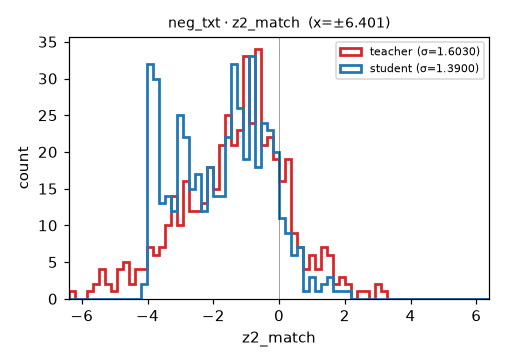 neg_txt · z2_match (x=±6.401)
teacher (σ=1.6030)
student (σ=1.3900)
count
35
30
25
20
15
10
5
0
−6 −4 −2 0 2 4 6
z2_match